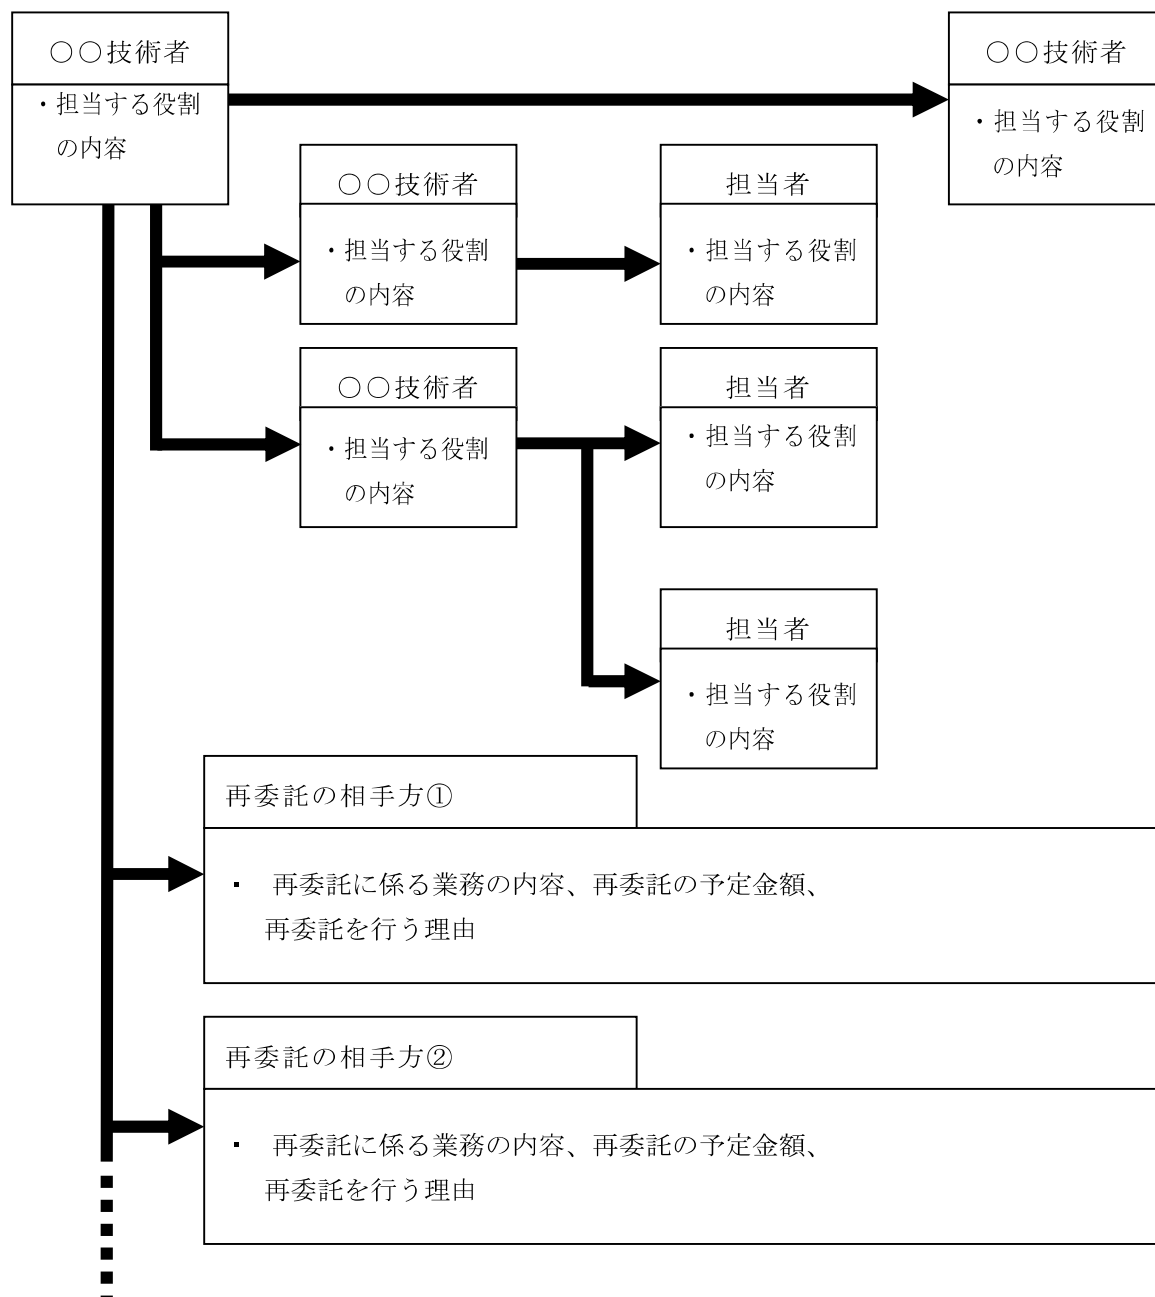 ○○技術者
・担当する役割
の内容
○○技術者
・担当する役割
の内容
○○技術者
・担当する役割
の内容
担当者
・担当する役割
の内容
○○技術者
・担当する役割
の内容
担当者
・担当する役割
の内容
担当者
・担当する役割
の内容
再委託の相手方①
・ 再委託に係る業務の内容、再委託の予定金額、
再委託を行う理由
再委託の相手方②
・ 再委託に係る業務の内容、再委託の予定金額、
再委託を行う理由